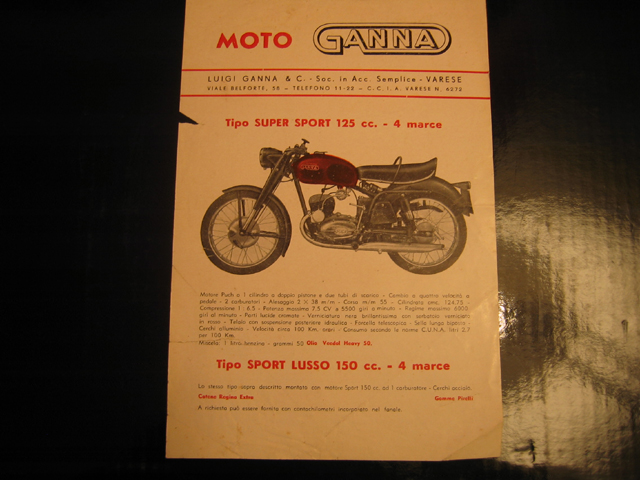 MOTO GANNA
LUIGI GANNA & C. - Soc. in Acc. Semplice - VARESE
VIALE BELFORTE, 58 - TELEFONO 11-22 - C. C. I. A. VARESE N. 4272
Tipo SUPER SPORT 125 cc. - 4 marce
Motore Puch a 1 cilindro a doppio pistone e due tubi di scarico - Cambio a quattro velocità a
pedale - 2 carburatori - Alesaggio 2 X 38 m/m - Corsa m/m 55 - Cilindrata cmc. 124,75
Compressione 1 : 6,5 - Potenza massima 7.5 CV a 5500 giri a minuto - Regime massimo 6000
giri al minuto - Parti lucide cromate - Verniciatura nera brillantissima con serbatoio verniciato
in rosso - Telaio con sospensione posteriore idraulica - Forcella telescopica - Sella lunga biposto -
Cerchi alluminio - Velocità circa 100 Km. orari - Consumo secondo le norme C.U.N.A. litri 2.7
per 100 Km.
Miscela: 1 litro benzina - grammi 50 Olio Veedol Heavy 50.
Tipo SPORT LUSSO 150 cc. - 4 marce
Lo stesso tipo sopra descritto montato con motore Sport 150 cc. ad 1 carburatore - Cerchi acciaio.
Catena Regina Extra Gomme Pirelli
A richiesta può essere fornita con contachilometri incorporato nel fanale.